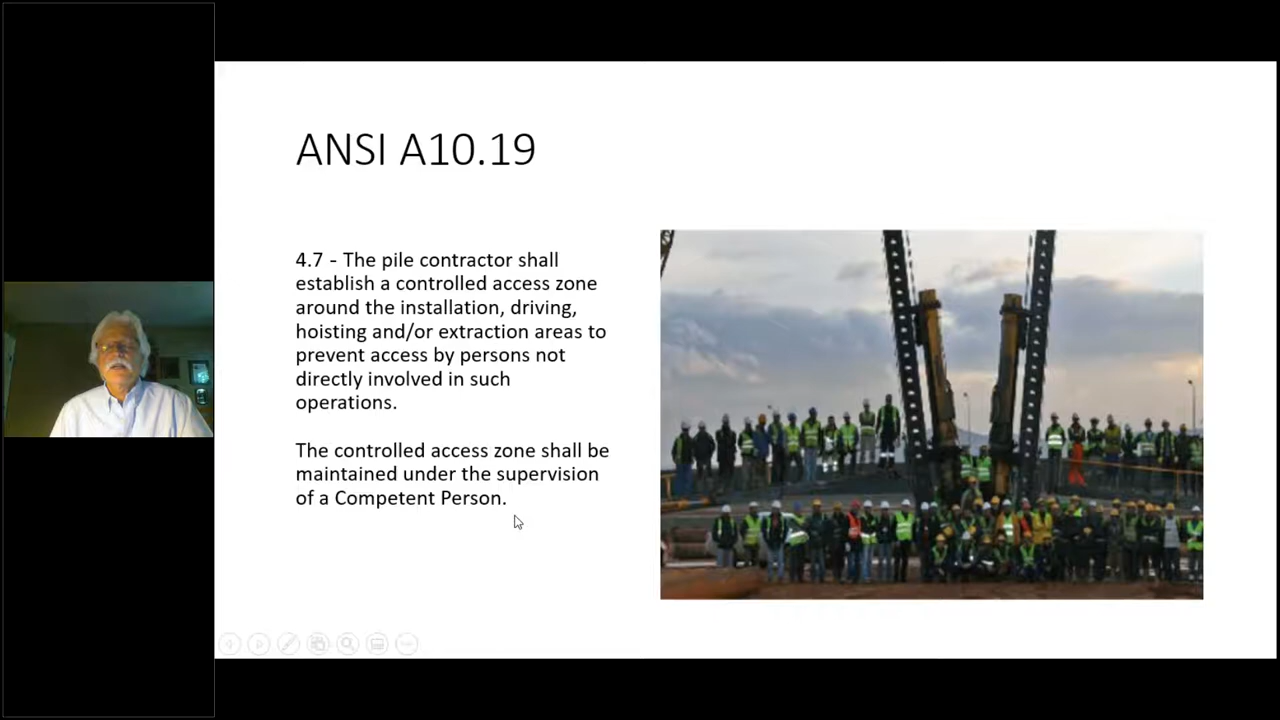 ANSI A10.19
4.7 - The pile contractor shall
establish a controlled access zone
around the installation, driving,
hoisting and/or extraction areas to
prevent access by persons not
directly involved in such
operations.
The controlled access zone shall be
maintained under the supervision
of a Competent Person.